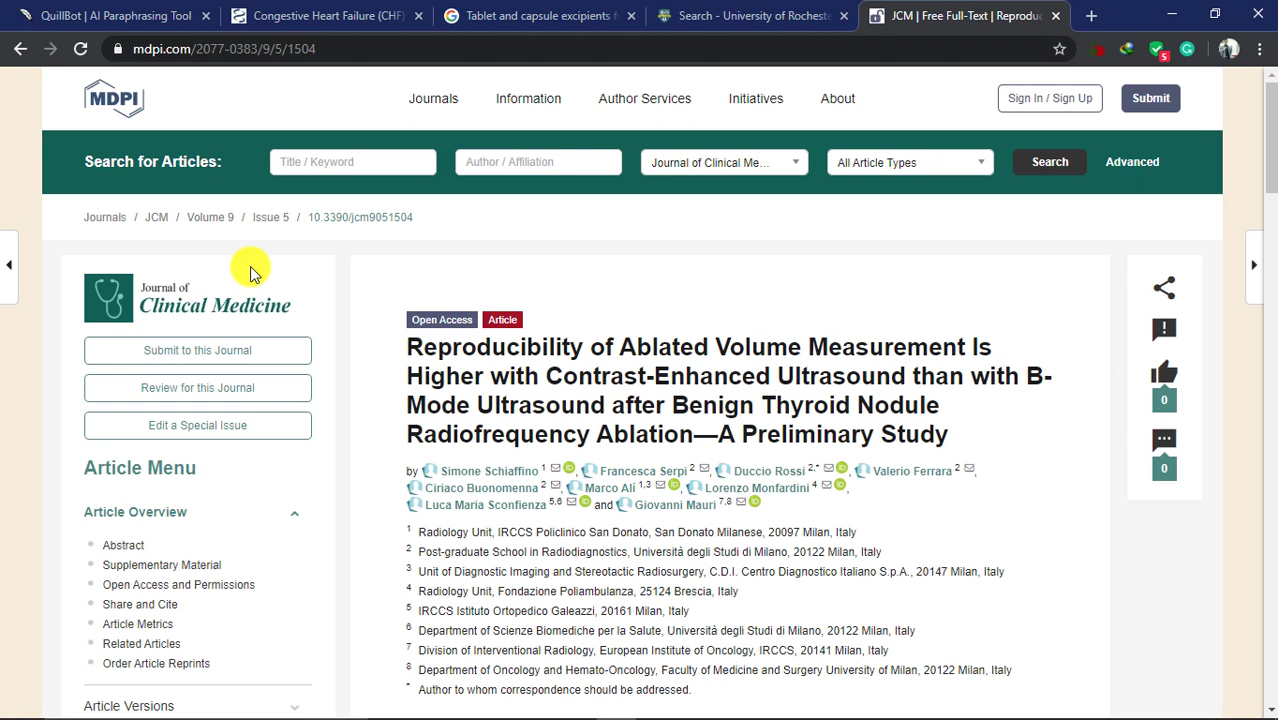 QuillBot | AI Paraphrasing Tool
Congestive Heart Failure (CHF)
Tablet and capsule excipients f
Search - University of Rocheste
JCM | Free Full-Text | Reproduc
mdpi.com/2077-0383/9/5/1504
5
MDPI
Journals
Information
Author Services
Initiatives
About
Sign In / Sign Up
Submit
Search for Articles:
Title / Keyword
Author / Affiliation
Journal of Clinical Me...
All Article Types
Search
Advanced
Journals / JCM / Volume 9 / Issue 5 / 10.3390/jcm9051504
Journal of
Clinical Medicine
Submit to this Journal
Review for this Journal
Edit a Special Issue
Article Menu
Article Overview
Abstract
Supplementary Material
Open Access and Permissions
Share and Cite
Article Metrics
Related Articles
Order Article Reprints
Article Versions
Open Access Article
Reproducibility of Ablated Volume Measurement Is
Higher with Contrast-Enhanced Ultrasound than with B-
Mode Ultrasound after Benign Thyroid Nodule
Radiofrequency Ablation—A Preliminary Study
by Simone Schiaffino 1 iD, Francesca Serpi 2, Duccio Rossi 2,* iD, Valerio Ferrara 2,
Ciriaco Buonomenna 2, Marco Alì 1,3 iD, Lorenzo Monfardini 4 iD,
Luca Maria Sconfienza 5,6 iD and Giovanni Mauri 7,8 iD
1 Radiology Unit, IRCCS Policlinico San Donato, San Donato Milanese, 20097 Milan, Italy
2 Post-graduate School in Radiodiagnostics, Università degli Studi di Milano, 20122 Milan, Italy
3 Unit of Diagnostic Imaging and Stereotactic Radiosurgery, C.D.I. Centro Diagnostico Italiano S.p.A., 20147 Milan, Italy
4 Radiology Unit, Fondazione Poliambulanza, 25124 Brescia, Italy
5 IRCCS Istituto Ortopedico Galeazzi, 20161 Milan, Italy
6 Department of Scienze Biomediche per la Salute, Università degli Studi di Milano, 20122 Milan, Italy
7 Division of Interventional Radiology, European Institute of Oncology, IRCCS, 20141 Milan, Italy
8 Department of Oncology and Hemato-Oncology, Faculty of Medicine and Surgery University of Milan, 20122 Milan, Italy
* Author to whom correspondence should be addressed.
0
0